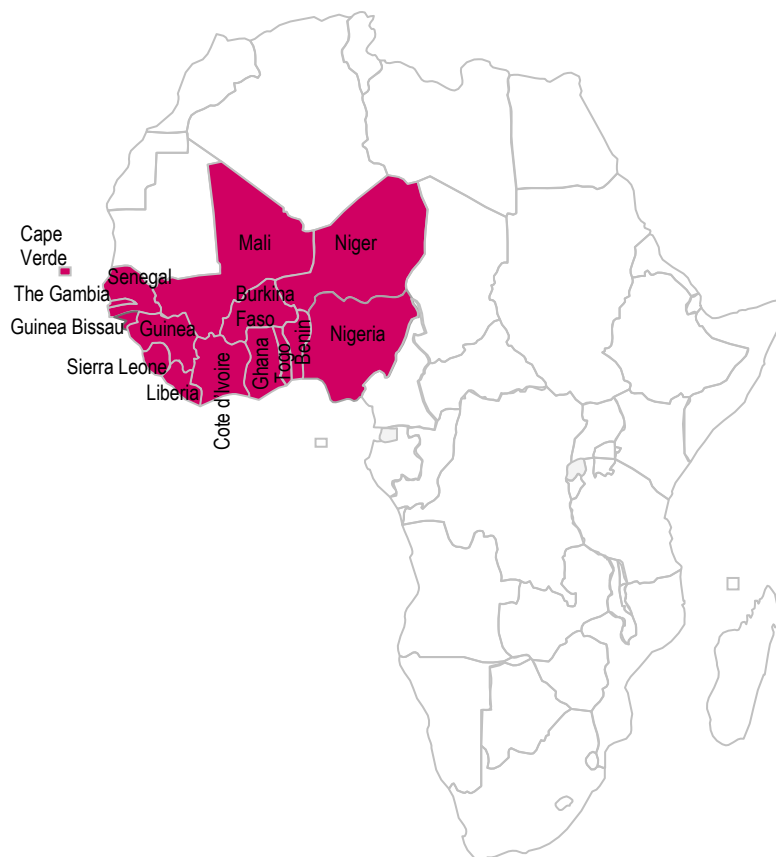 Cape
Verde
Mali
Niger
Senegal
The Gambia
Burkina
Faso
Guinea Bissau
Guinea
Nigeria
Benin
Togo
Ghana
Sierra Leone
Liberia
Cote d'Ivoire